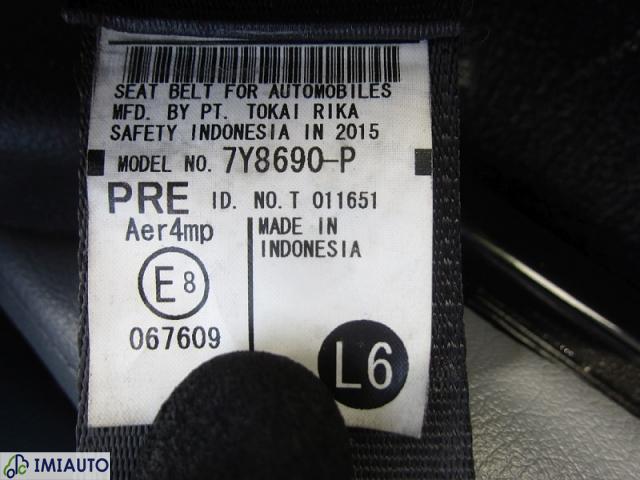 SEAT BELT FOR AUTOMOBILES
MFD. BY PT. TOKAI RIKA
SAFETY INDONESIA IN 2015
MODEL NO. 7Y8690-P
PRE ID. NO. T 011651
Aer4mp
MADE IN
INDONESIA
E8
067609
L6
IMIAUTO